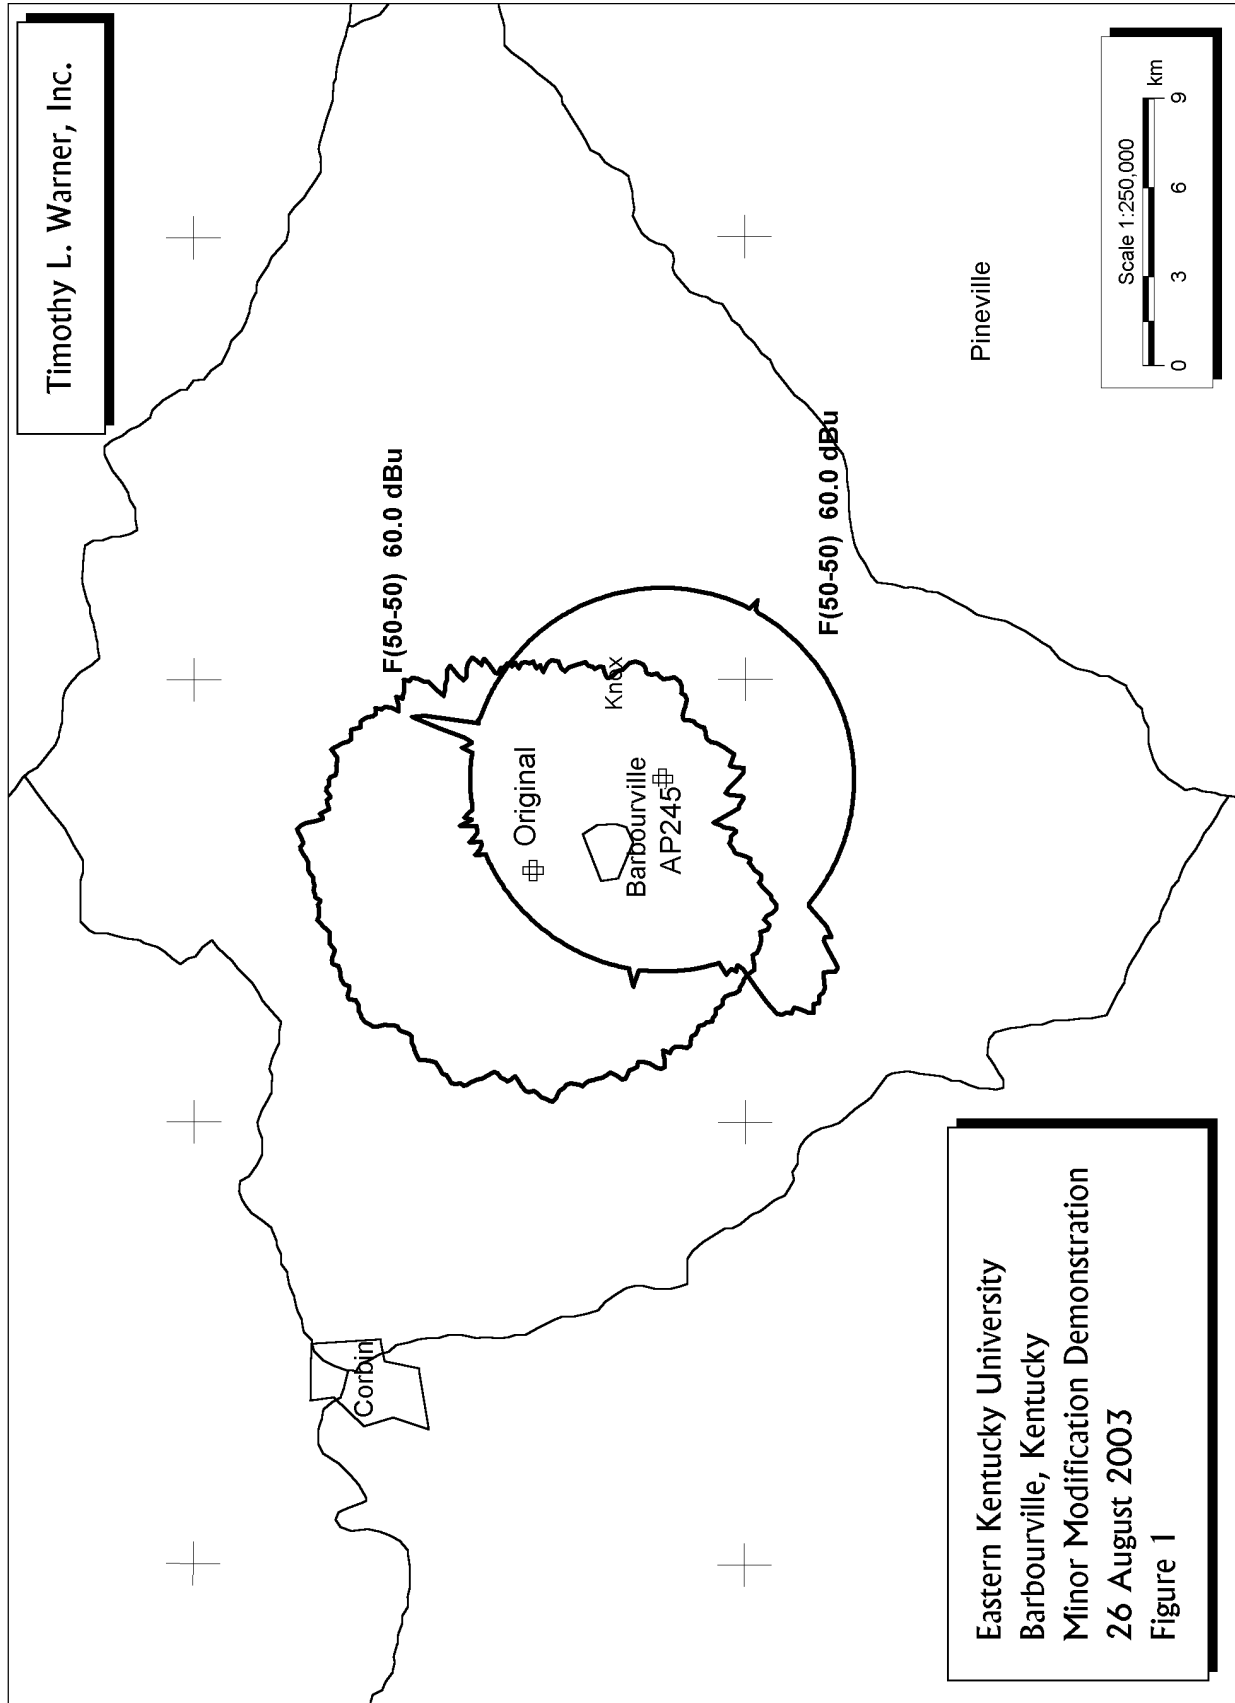 Timothy L. Warner, Inc.
F(50-50) 60.0 dBu
Original
Knox
Barbourville
AP245
F(50-50) 60.0 dBu
Corbin
Pineville
Scale 1:250,000
km
0 3 6 9
Eastern Kentucky University
Barbourville, Kentucky
Minor Modification Demonstration
26 August 2003
Figure 1